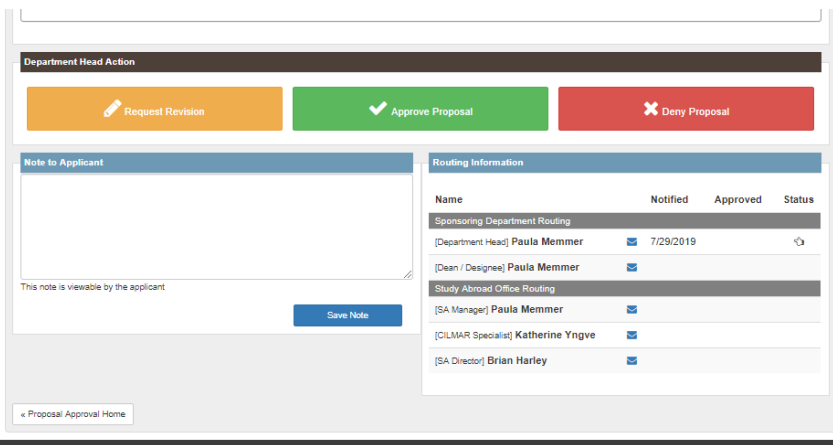 Department Head Action
Request Revision
Approve Proposal
Deny Proposal
Note to Applicant
This note is viewable by the applicant
Save Note
Routing Information
Name Notified Approved Status
Sponsoring Department Routing
[Department Head] Paula Memmer 7/29/2019
[Dean / Designee] Paula Memmer
Study Abroad Office Routing
[SA Manager] Paula Memmer
[CILMAR Specialist] Katherine Yngve
[SA Director] Brian Harley
« Proposal Approval Home